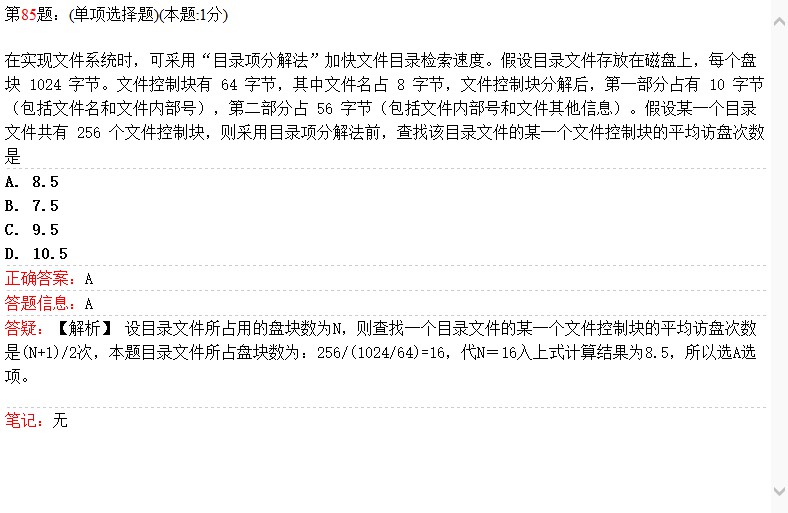 第85题：(单项选择题)(本题:1分)
在实现文件系统时，可采用“目录项分解法”加快文件目录检索速度。假设目录文件存放在磁盘上，每个盘
块 1024 字节。文件控制块有 64 字节，其中文件名占 8 字节，文件控制块分解后，第一部分占有 10 字节
（包括文件名和文件内部号），第二部分占 56 字节（包括文件内部号和文件其他信息）。假设某一个目录
文件共有 256 个文件控制块，则采用目录项分解法前，查找该目录文件的某一个文件控制块的平均访盘次数
是
A. 8.5
B. 7.5
C. 9.5
D. 10.5
正确答案：A
答题信息：A
答疑：【解析】 设目录文件所占用的盘块数为N，则查找一个目录文件的某一个文件控制块的平均访盘次数
是(N+1)/2次，本题目录文件所占盘块数为：256/(1024/64)=16，代N＝16入上式计算结果为8.5，所以选A选
项。
笔记：无